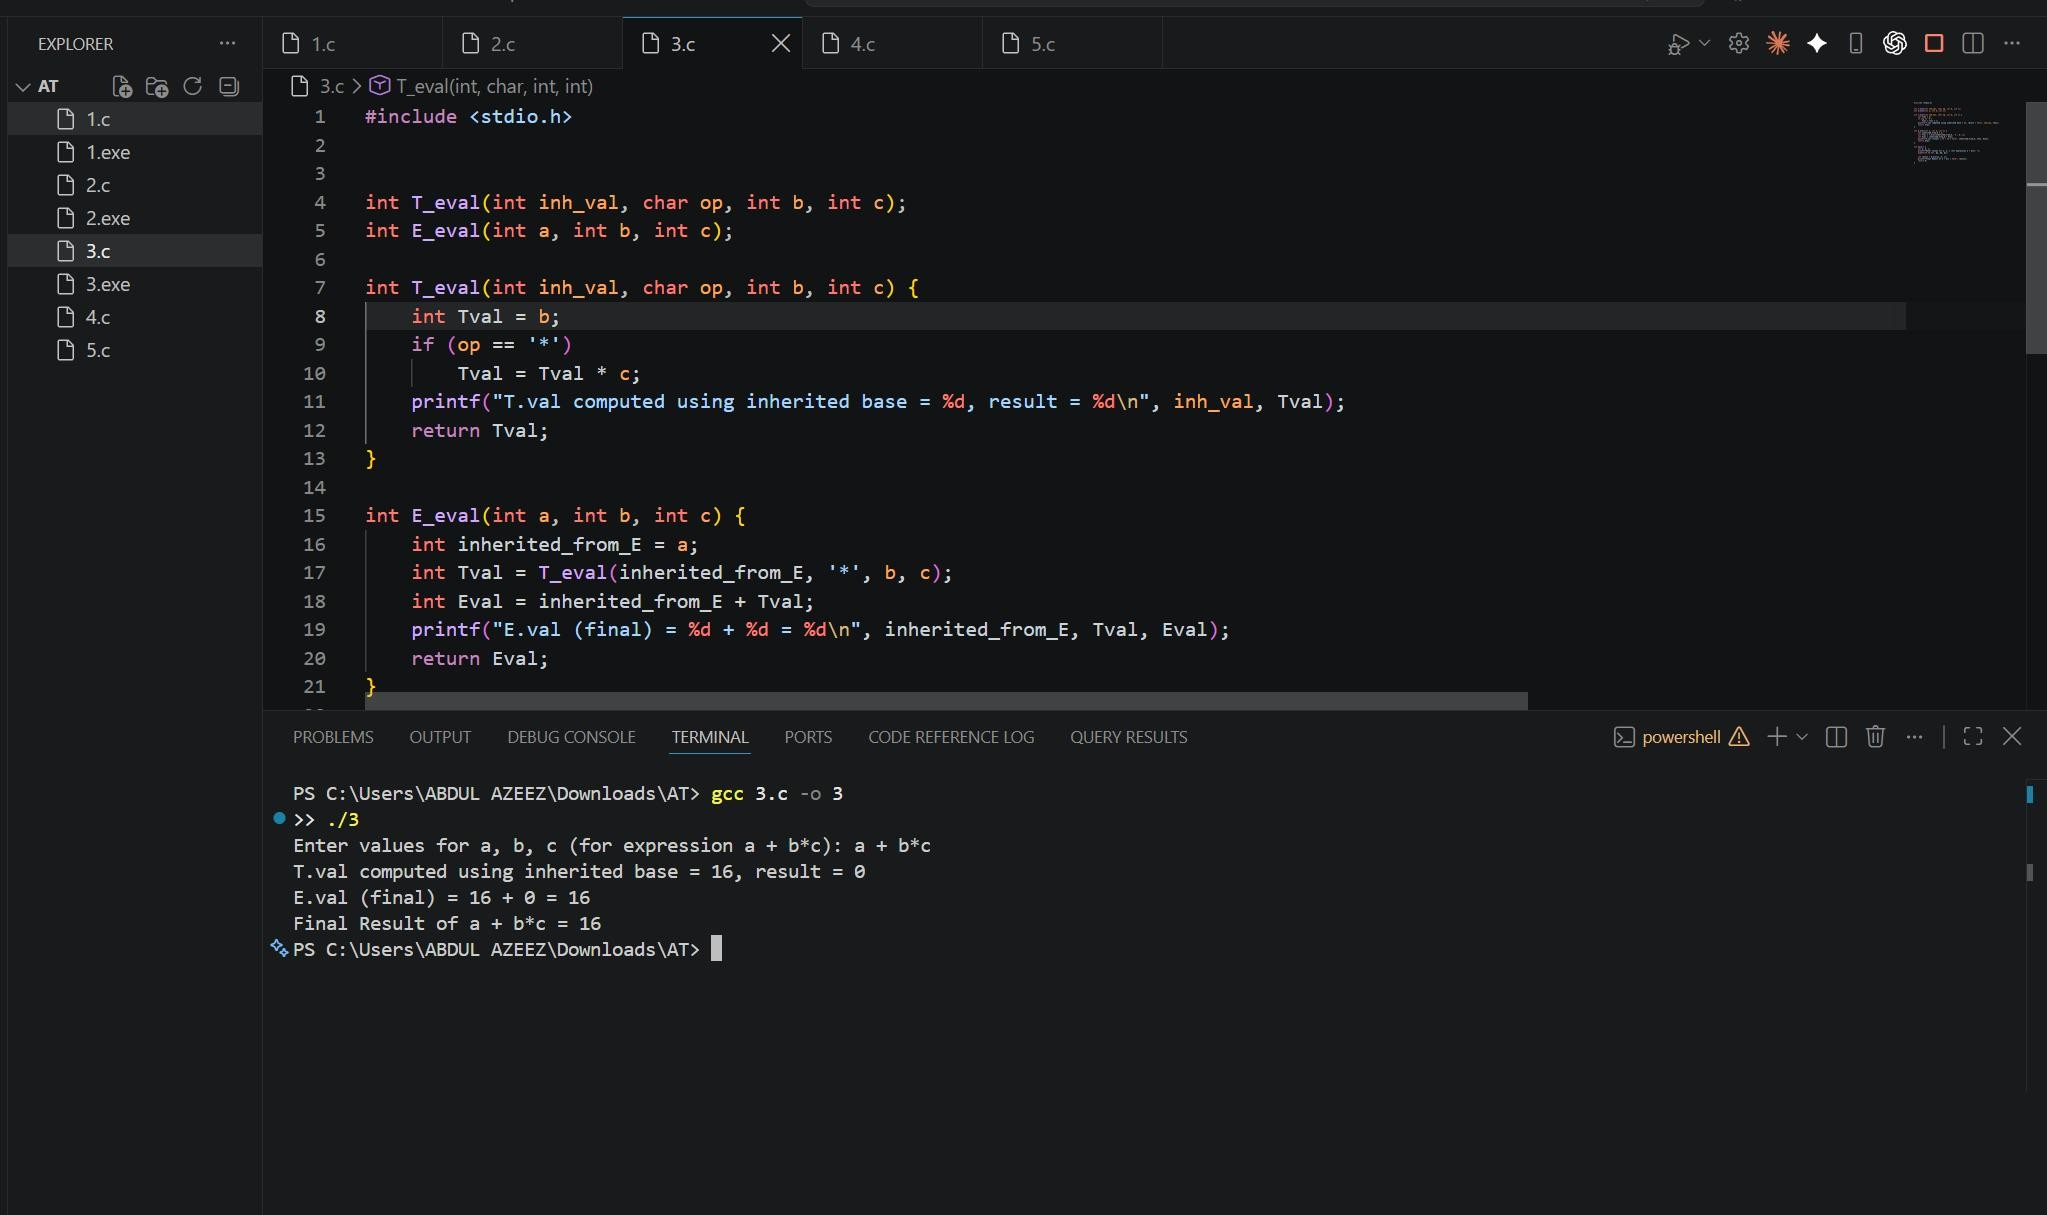 EXPLORER
AT
1.c
1.exe
2.c
2.exe
3.c
3.exe
4.c
5.c
1.c 2.c 3.c 4.c 5.c
3.c > T_eval(int, char, int, int)
1 #include <stdio.h>
2
3
4 int T_eval(int inh_val, char op, int b, int c);
5 int E_eval(int a, int b, int c);
6
7 int T_eval(int inh_val, char op, int b, int c) {
8     int Tval = b;
9     if (op == '*')
10         Tval = Tval * c;
11     printf("T.val computed using inherited base = %d, result = %d\n", inh_val, Tval);
12     return Tval;
13 }
14
15 int E_eval(int a, int b, int c) {
16     int inherited_from_E = a;
17     int Tval = T_eval(inherited_from_E, '*', b, c);
18     int Eval = inherited_from_E + Tval;
19     printf("E.val (final) = %d + %d = %d\n", inherited_from_E, Tval, Eval);
20     return Eval;
21 }
PROBLEMS OUTPUT DEBUG CONSOLE TERMINAL PORTS CODE REFERENCE LOG QUERY RESULTS powershell
PS C:\Users\ABDUL AZEEZ\Downloads\AT> gcc 3.c -o 3
>> ./3
Enter values for a, b, c (for expression a + b*c): a + b*c
T.val computed using inherited base = 16, result = 0
E.val (final) = 16 + 0 = 16
Final Result of a + b*c = 16
PS C:\Users\ABDUL AZEEZ\Downloads\AT>